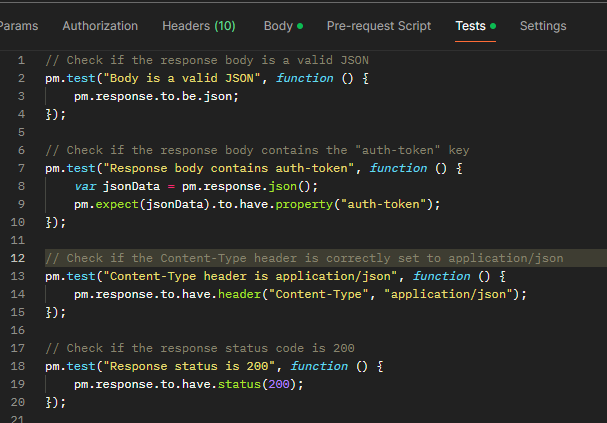 Params Authorization Headers (10) Body Pre-request Script Tests Settings
1 // Check if the response body is a valid JSON
2 pm.test("Body is a valid JSON", function () {
3 pm.response.to.be.json;
4 });
5
6 // Check if the response body contains the "auth-token" key
7 pm.test("Response body contains auth-token", function () {
8 var jsonData = pm.response.json();
9 pm.expect(jsonData).to.have.property("auth-token");
10 });
11
12 // Check if the Content-Type header is correctly set to application/json
13 pm.test("Content-Type header is application/json", function () {
14 pm.response.to.have.header("Content-Type", "application/json");
15 });
16
17 // Check if the response status code is 200
18 pm.test("Response status is 200", function () {
19 pm.response.to.have.status(200);
20 });
21